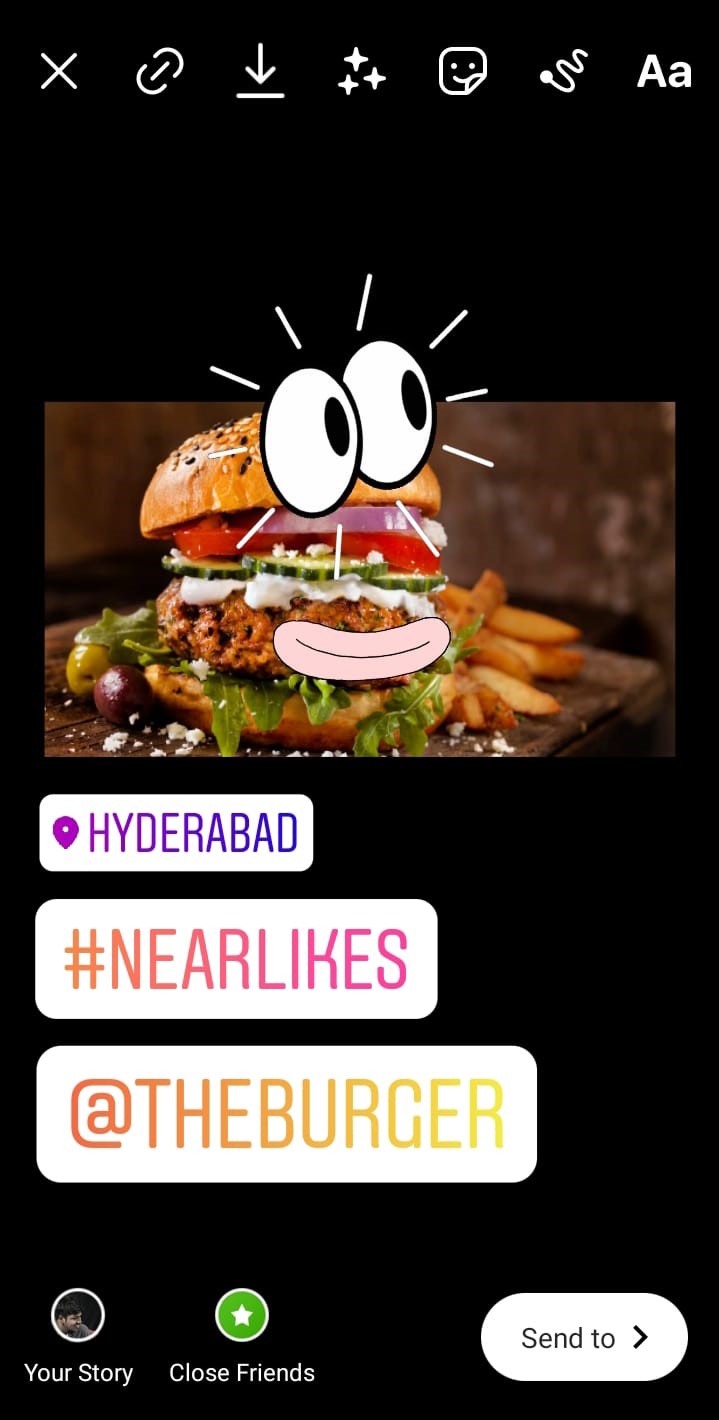 Aa
HYDERABAD
#NEARLIKES
@THEBURGER
Your Story
Close Friends
Send to